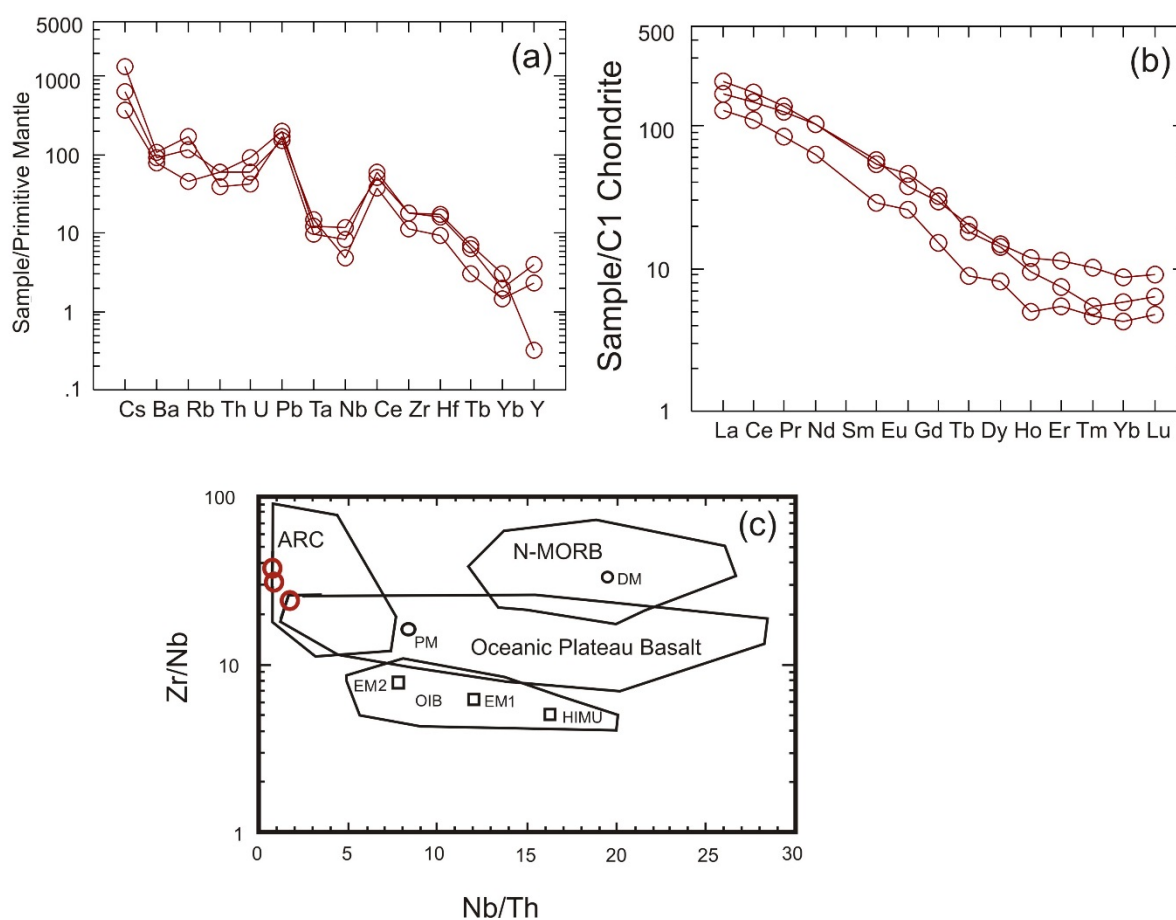 (a)
5000
1000
100
10
1
.1
Sample/Primitive Mantle
Cs Ba Rb Th U Pb Ta Nb Ce Zr Hf Tb Yb Y
(b)
500
100
10
1
Sample/C1 Chondrite
La Ce Pr Nd Sm Eu Gd Tb Dy Ho Er Tm Yb Lu
(c)
100
10
1
Zr/Nb
ARC
N-MORB
DM
PM
Oceanic Plateau Basalt
EM2
OIB
EM1
HIMU
0 5 10 15 20 25 30
Nb/Th